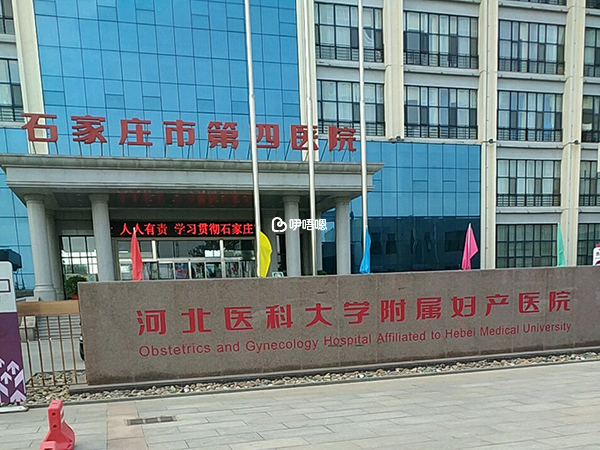 石家庄市第四医院
咿唔嗯
人人有责 学习贯彻石家庄
河北医科大学附属妇产医院
Obstetrics and Gynecology Hospital Affiliated to Hebei Medical University